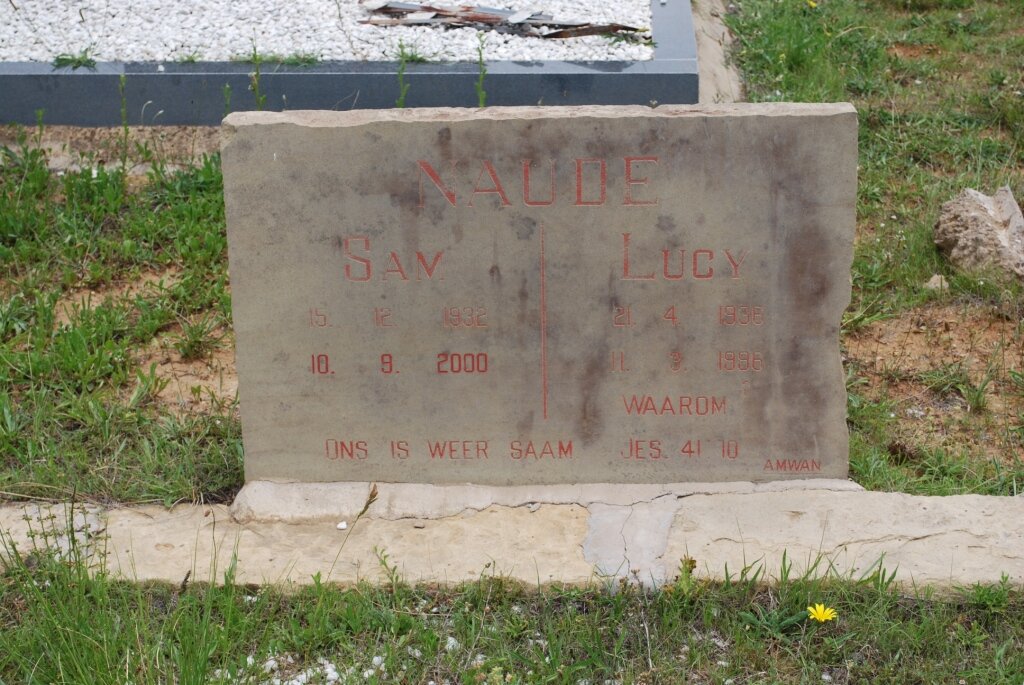 NAUDE
SAM
15. 12. 1932
10. 9. 2000
LUCY
21. 4. 1936
11. 1996
WAAROM
ONS IS WEER SAAM
JES. 41 10
AMWAN